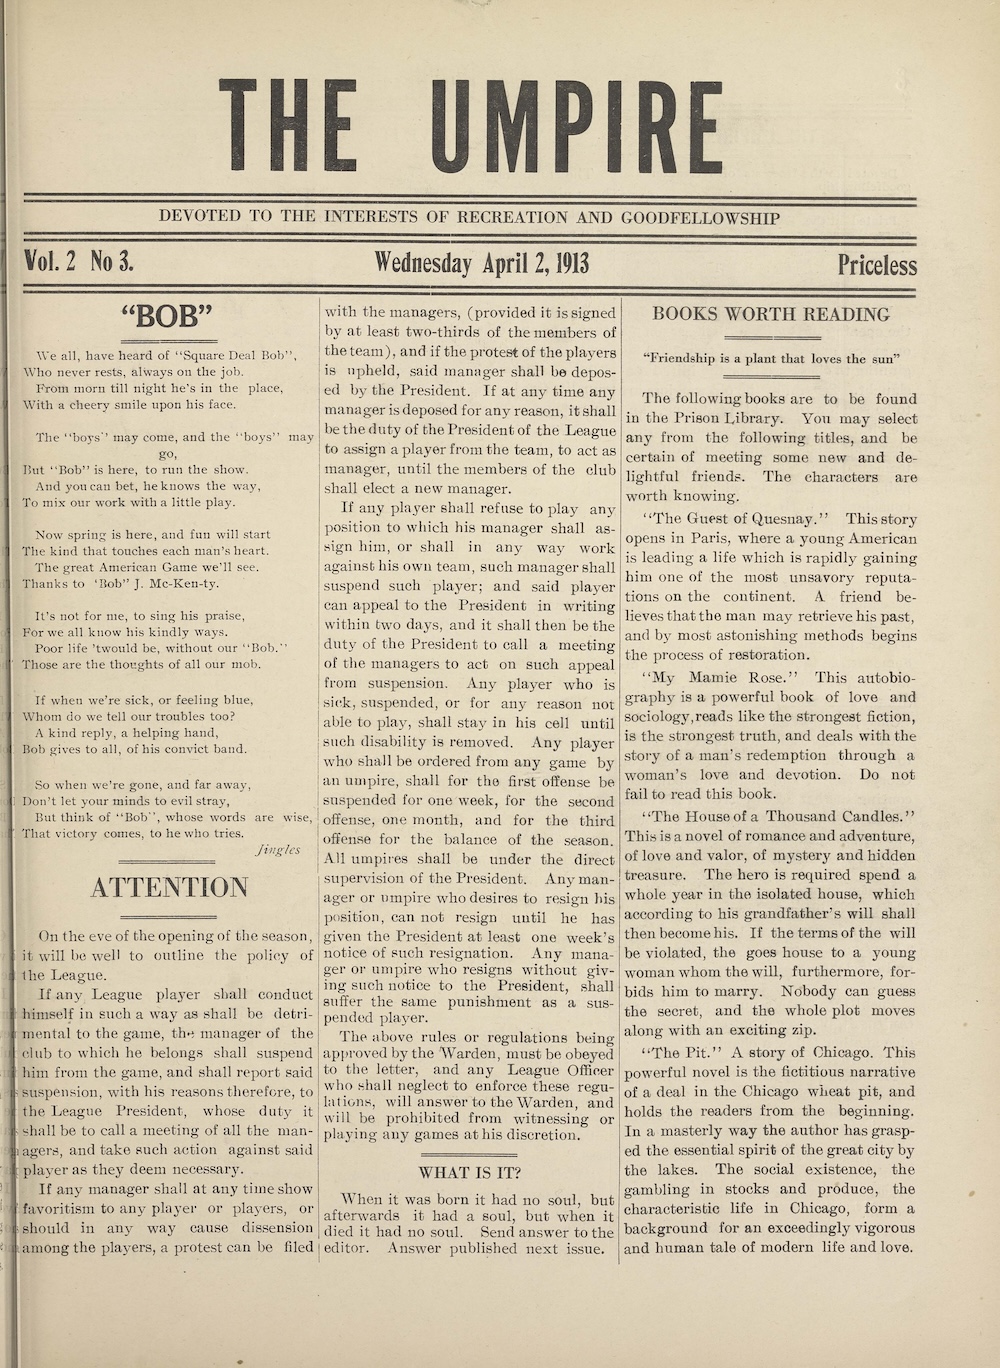 THE UMPIRE
DEVOTED TO THE INTERESTS OF RECREATION AND GOODFELLOWSHIP
Vol. 2 No 3. Wednesday April 2, 1913 Priceless
"BOB"
We all, have heard of "Square Deal Bob",
Who never rests, always on the job.
From morn till night he's in the place,
With a cheery smile upon his face.
The "boys" may come, and the "boys" may
go,
But "Bob" is here, to run the show.
And you can bet, he knows the way,
To mix our work with a little play.
Now spring is here, and fun will start
The kind that touches each man's heart.
The great American Game we'll see.
Thanks to 'Bob" J. Mc-Ken-ty.
It's not for me, to sing his praise,
For we all know his kindly ways.
Poor life 'twould be, without our "Bob."
Those are the thoughts of all our mob.
If when we're sick, or feeling blue,
Whom do we tell our troubles too?
A kind reply, a helping hand,
Bob gives to all, of his convict band.
So when we're gone, and far away,
Don't let your minds to evil stray,
But think of "Bob", whose words are wise,
That victory comes, to he who tries.
Jingles
ATTENTION
On the eve of the opening of the season,
it will be well to outline the policy of
the League.
If any League player shall conduct
himself in such a way as shall be detri-
mental to the game, the manager of the
club to which he belongs shall suspend
him from the game, and shall report said
suspension, with his reasons therefore, to
the League President, whose duty it
shall be to call a meeting of all the man-
agers, and take such action against said
player as they deem necessary.
If any manager shall at any time show
favoritism to any player or players, or
should in any way cause dissension
among the players, a protest can be filed
with the managers, (provided it is signed
by at least two-thirds of the members of
the team), and if the protest of the players
is upheld, said manager shall be depos-
ed by the President. If at any time any
manager is deposed for any reason, it shall
be the duty of the President of the League
to assign a player from the team, to act as
manager, until the members of the club
shall elect a new manager.
If any player shall refuse to play any
position to which his manager shall as-
sign him, or shall in any way work
against his own team, such manager shall
suspend such player; and said player
can appeal to the President in writing
within two days, and it shall then be the
duty of the President to call a meeting
of the managers to act on such appeal
from suspension. Any player who is
sick, suspended, or for any reason not
able to play, shall stay in his cell until
such disability is removed. Any player
who shall be ordered from any game by
an umpire, shall for the first offense be
suspended for one week, for the second
offense, one month, and for the third
offense for the balance of the season.
All umpires shall be under the direct
supervision of the President. Any man-
ager or umpire who desires to resign his
position, can not resign until he has
given the President at least one week's
notice of such resignation. Any mana-
ger or umpire who resigns without giv-
ing such notice to the President, shall
suffer the same punishment as a sus-
pended player.
The above rules or regulations being
approved by the Warden, must be obeyed
to the letter, and any League Officer
who shall neglect to enforce these regu-
lations, will answer to the Warden, and
will be prohibited from witnessing or
playing any games at his discretion.
WHAT IS IT?
When it was born it had no soul, but
afterwards it had a soul, but when it
died it had no soul. Send answer to the
editor. Answer published next issue.
BOOKS WORTH READING
"Friendship is a plant that loves the sun"
The following books are to be found
in the Prison Library. You may select
any from the following titles, and be
certain of meeting some new and de-
lightful friends. The characters are
worth knowing.
"The Guest of Quesnay." This story
opens in Paris, where a young American
is leading a life which is rapidly gaining
him one of the most unsavory reputa-
tions on the continent. A friend be-
lieves that the man may retrieve his past,
and by most astonishing methods begins
the process of restoration.
"My Mamie Rose." This autobio-
graphy is a powerful book of love and
sociology, reads like the strongest fiction,
is the strongest truth, and deals with the
story of a man's redemption through a
woman's love and devotion. Do not
fail to read this book.
"The House of a Thousand Candles."
This is a novel of romance and adventure,
of love and valor, of mystery and hidden
treasure. The hero is required spend a
whole year in the isolated house, which
according to his grandfather's will shall
then become his. If the terms of the will
be violated, the goes house to a young
woman whom the will, furthermore, for-
bids him to marry. Nobody can guess
the secret, and the whole plot moves
along with an exciting zip.
"The Pit." A story of Chicago. This
powerful novel is the fictitious narrative
of a deal in the Chicago wheat pit, and
holds the readers from the beginning.
In a masterly way the author has grasp-
ed the essential spirit of the great city by
the lakes. The social existence, the
gambling in stocks and produce, the
characteristic life in Chicago, form a
background for an exceedingly vigorous
and human tale of modern life and love.